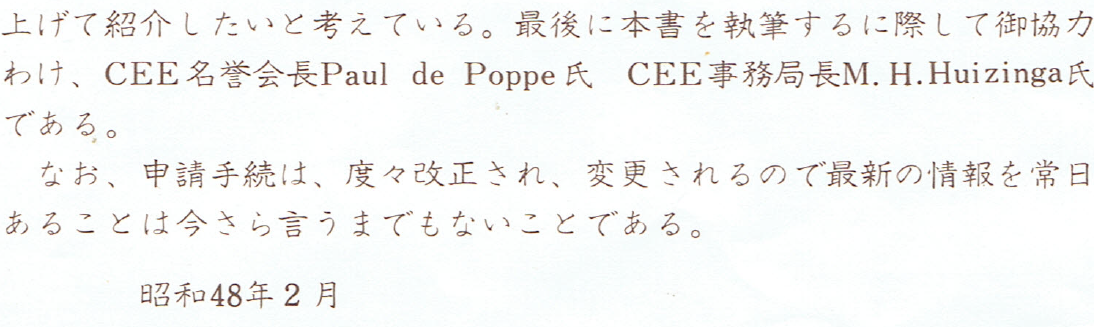 上げて紹介したいと考えている。最後に本書を執筆するに際して御協力
わけ、CEE名誉会長Paul de Poppe氏　CEE事務局長M. H. Huizinga氏
である。
　なお、申請手続は、度々改正され、変更されるので最新の情報を常日
あることは今さら言うまでもないことである。
昭和48年２月